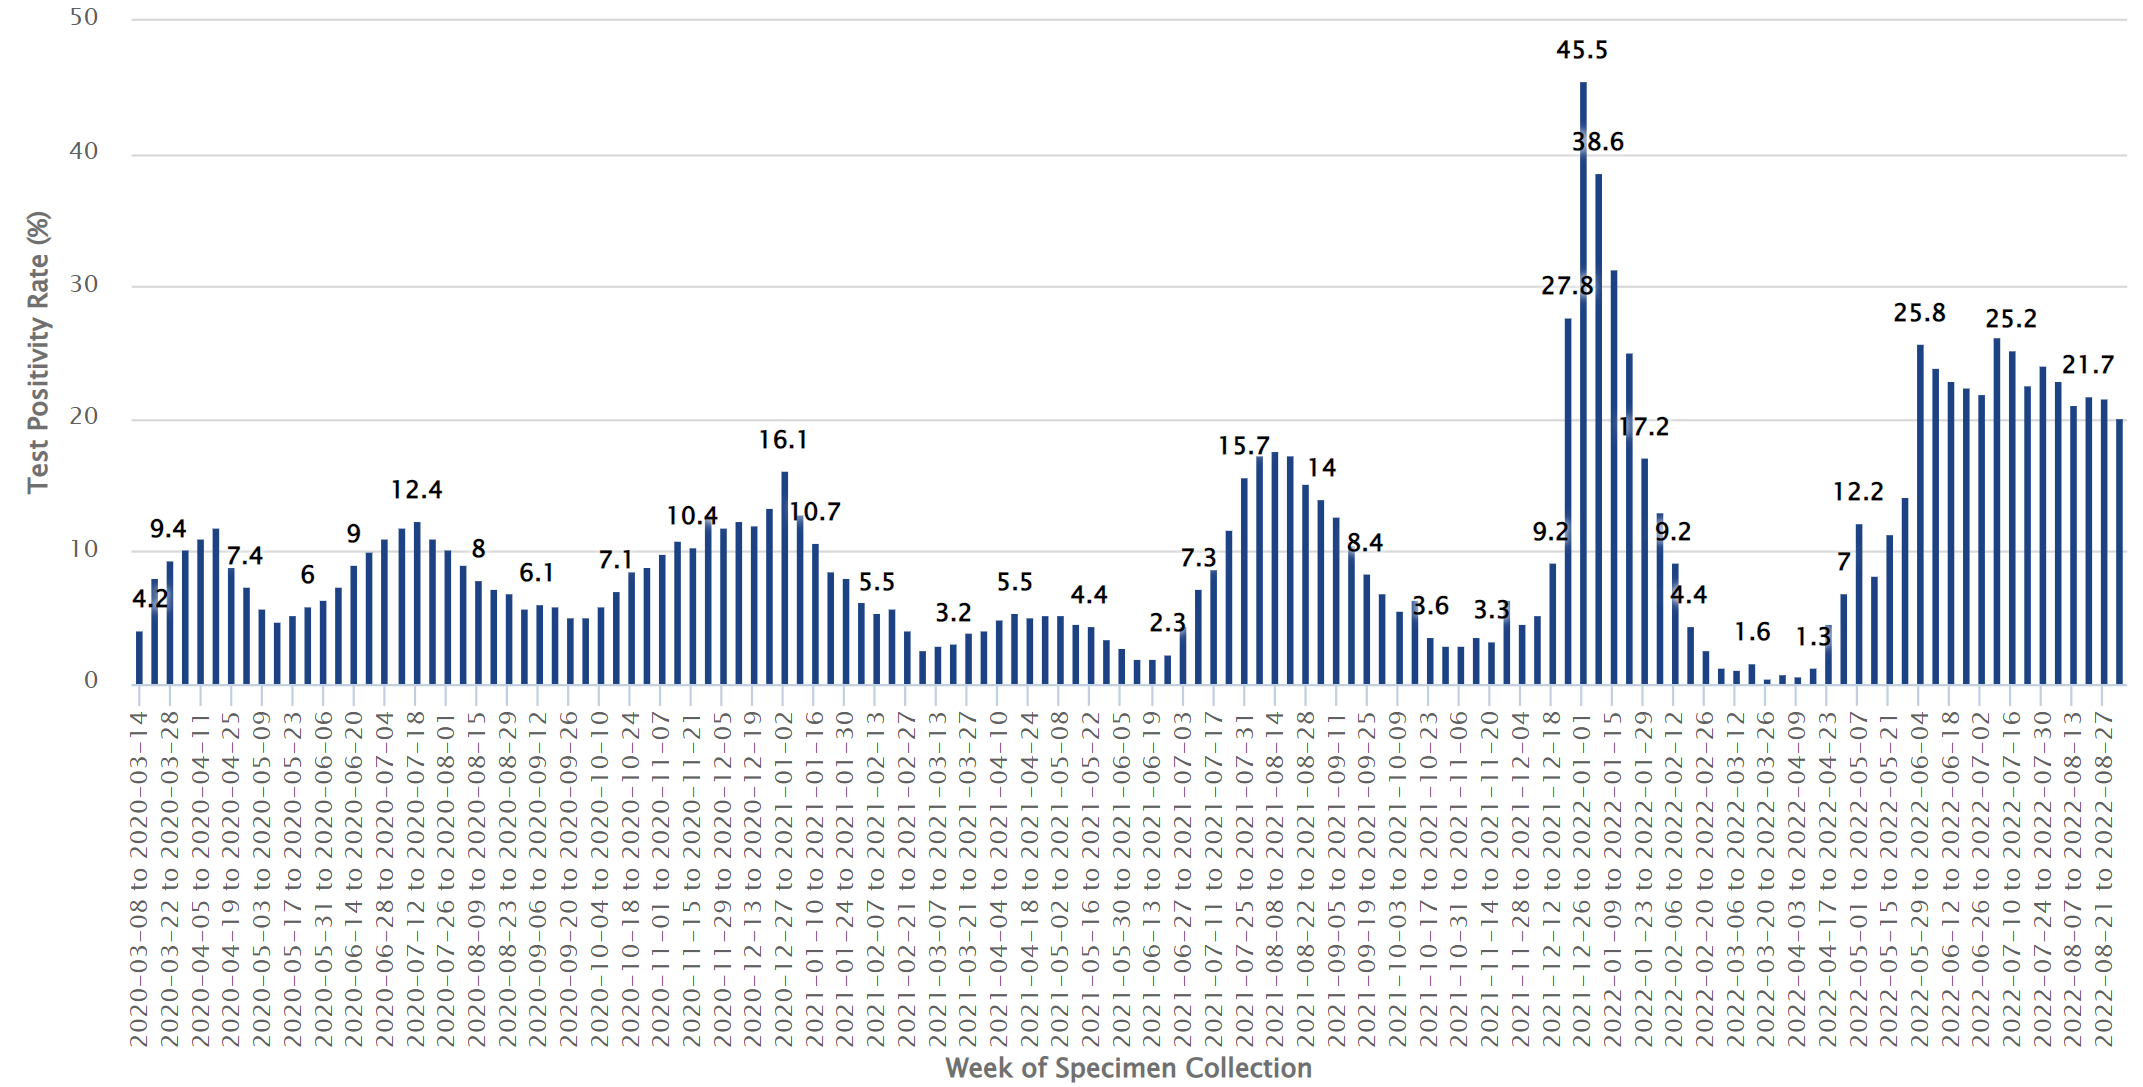 50
40
30
20
10
0
Test Positivity Rate (%)
4.2
9.4
7.4
6
9
12.4
8
6.1
7.1
10.4
16.1
10.7
5.5
3.2
5.5
4.4
2.3
7.3
15.7
14
8.4
3.6
3.3
9.2
27.8
45.5
38.6
17.2
9.2
4.4
1.6
1.3
7
12.2
25.8
25.2
21.7
2020-03-08 to 2020-03-14
2020-03-22 to 2020-03-28
2020-04-05 to 2020-04-11
2020-04-19 to 2020-04-25
2020-05-03 to 2020-05-09
2020-05-17 to 2020-05-23
2020-05-31 to 2020-06-06
2020-06-14 to 2020-06-20
2020-06-28 to 2020-07-04
2020-07-12 to 2020-07-18
2020-07-26 to 2020-08-01
2020-08-09 to 2020-08-15
2020-08-23 to 2020-08-29
2020-09-06 to 2020-09-12
2020-09-20 to 2020-09-26
2020-10-04 to 2020-10-10
2020-10-18 to 2020-10-24
2020-11-01 to 2020-11-07
2020-11-15 to 2020-11-21
2020-11-29 to 2020-12-05
2020-12-13 to 2020-12-19
2020-12-27 to 2021-01-02
2021-01-10 to 2021-01-16
2021-01-24 to 2021-01-30
2021-02-07 to 2021-02-13
2021-02-21 to 2021-02-27
2021-03-07 to 2021-03-13
2021-03-21 to 2021-03-27
2021-04-04 to 2021-04-10
2021-04-18 to 2021-04-24
2021-05-02 to 2021-05-08
2021-05-16 to 2021-05-22
2021-05-30 to 2021-06-05
2021-06-13 to 2021-06-19
2021-06-27 to 2021-07-03
2021-07-11 to 2021-07-17
2021-07-25 to 2021-07-31
2021-08-08 to 2021-08-14
2021-08-22 to 2021-08-28
2021-09-05 to 2021-09-11
2021-09-19 to 2021-09-25
2021-10-03 to 2021-10-09
2021-10-17 to 2021-10-23
2021-10-31 to 2021-11-06
2021-11-14 to 2021-11-20
2021-11-28 to 2021-12-04
2021-12-12 to 2021-12-18
2021-12-26 to 2022-01-01
2022-01-09 to 2022-01-15
2022-01-23 to 2022-01-29
2022-02-06 to 2022-02-12
2022-02-20 to 2022-02-26
2022-03-06 to 2022-03-12
2022-03-20 to 2022-03-26
2022-04-03 to 2022-04-09
2022-04-17 to 2022-04-23
2022-05-01 to 2022-05-07
2022-05-15 to 2022-05-21
2022-05-29 to 2022-06-04
2022-06-12 to 2022-06-18
2022-06-26 to 2022-07-02
2022-07-10 to 2022-07-16
2022-07-24 to 2022-07-30
2022-08-07 to 2022-08-13
2022-08-21 to 2022-08-27
Week of Specimen Collection